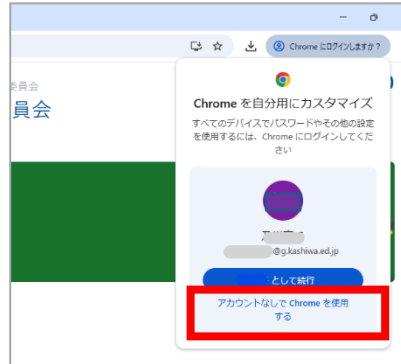 Chrome にログインしますか?
委員会
員会
Chrome を自分用にカスタマイズ
すべてのデバイスでパスワードやその他の設定
を使用するには、Chrome にログインしてくだ
さい
@g.kashiwa.ed.jp
として続行
アカウントなしで Chrome を使用
する